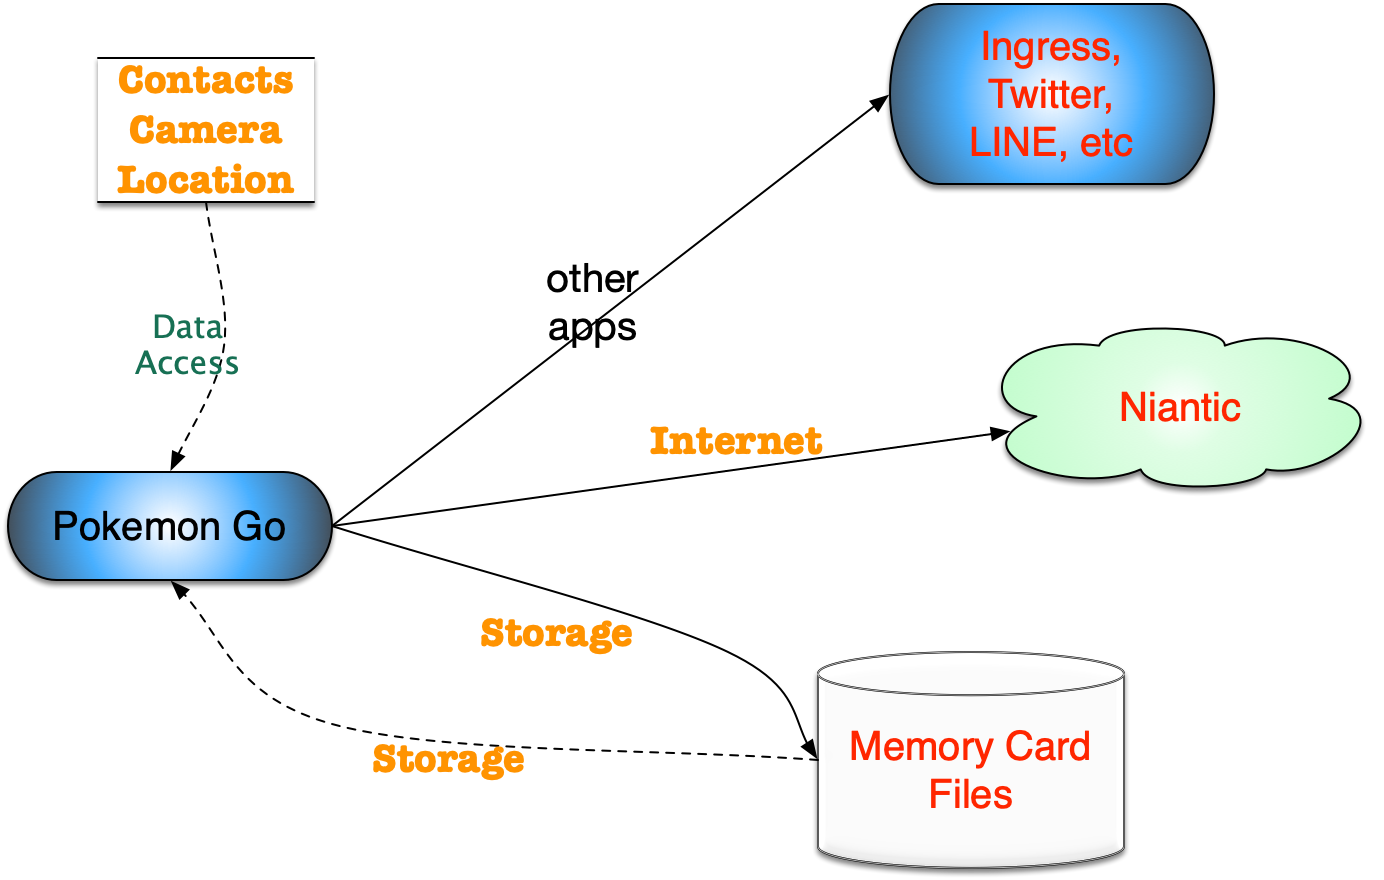 Contacts
Camera
Location
Ingress,
Twitter,
LINE, etc
other
apps
Data
Access
Niantic
Internet
Pokemon Go
Storage
Storage
Memory Card
Files